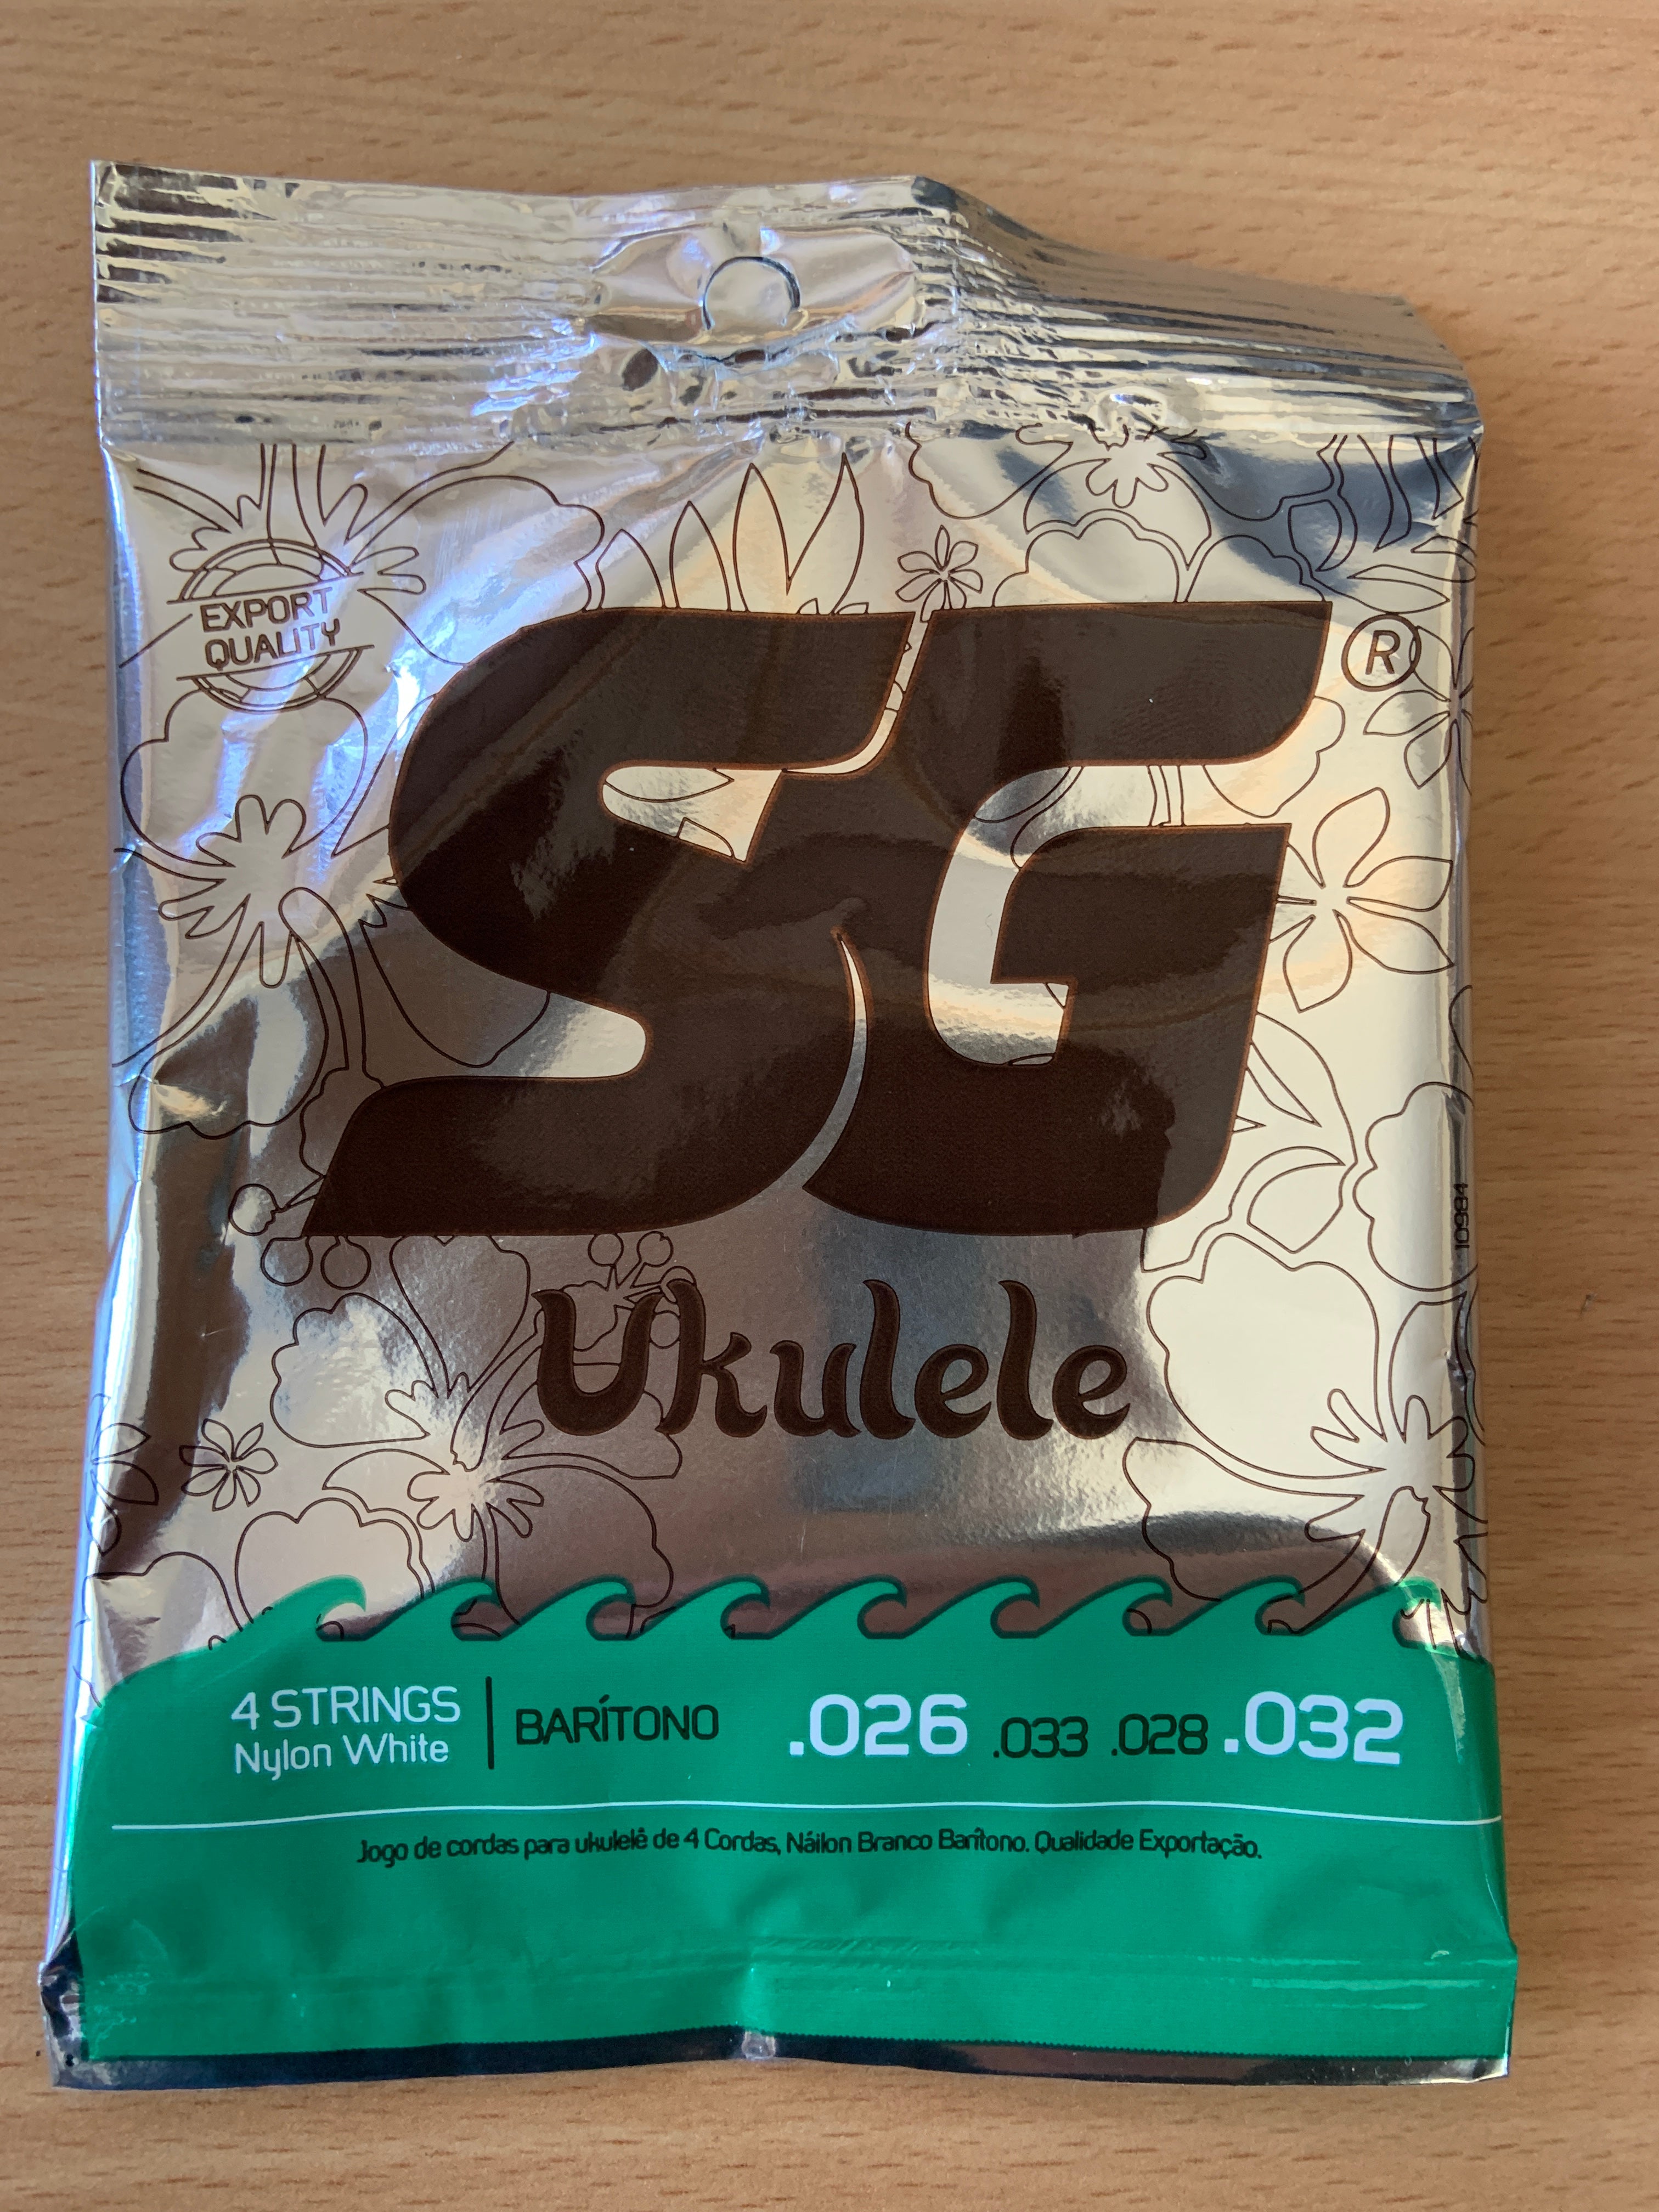 EXPORT
QUALITY
SG ®
Ukulele
10984
4 STRINGS
Nylon White
BARÍTONO
.026 .033 .028 .032
Jogo de cordas para ukulelê de 4 Cordas, Náilon Branco Barítono. Qualidade Exportação.